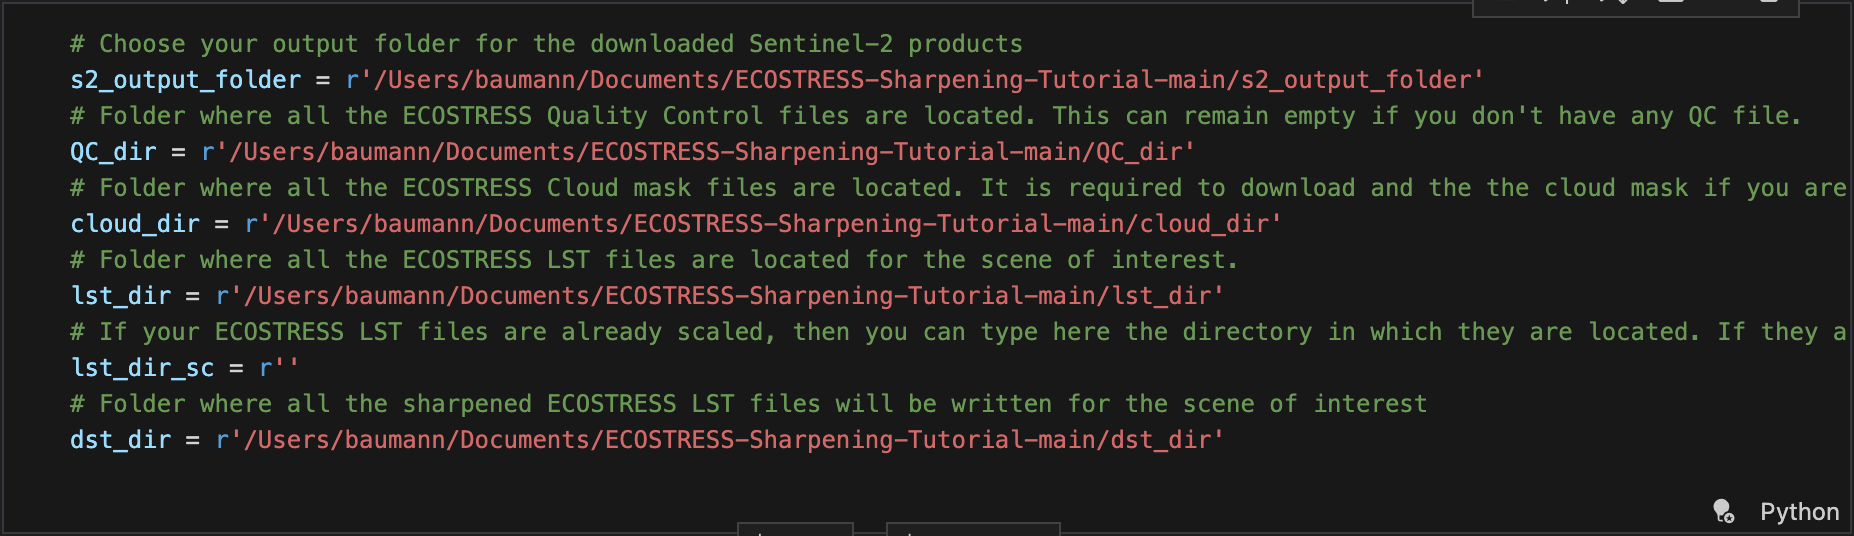 # Choose your output folder for the downloaded Sentinel-2 products
s2_output_folder = r'/Users/baumann/Documents/ECOSTRESS-Sharpening-Tutorial-main/s2_output_folder'
# Folder where all the ECOSTRESS Quality Control files are located. This can remain empty if you don't have any QC file.
QC_dir = r'/Users/baumann/Documents/ECOSTRESS-Sharpening-Tutorial-main/QC_dir'
# Folder where all the ECOSTRESS Cloud mask files are located. It is required to download and the the cloud mask if you are
cloud_dir = r'/Users/baumann/Documents/ECOSTRESS-Sharpening-Tutorial-main/cloud_dir'
# Folder where all the ECOSTRESS LST files are located for the scene of interest.
lst_dir = r'/Users/baumann/Documents/ECOSTRESS-Sharpening-Tutorial-main/lst_dir'
# If your ECOSTRESS LST files are already scaled, then you can type here the directory in which they are located. If they a
lst_dir_sc = r''
# Folder where all the sharpened ECOSTRESS LST files will be written for the scene of interest
dst_dir = r'/Users/baumann/Documents/ECOSTRESS-Sharpening-Tutorial-main/dst_dir'
Python